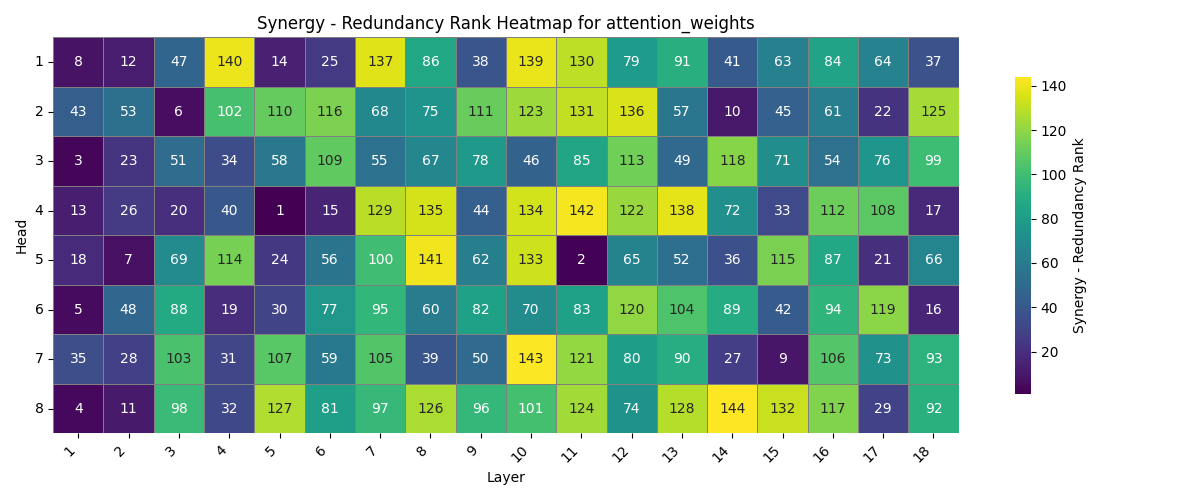 Synergy - Redundancy Rank Heatmap for attention_weights
1 8 12 47 140 14 25 137 86 38 139 130 79 91 41 63 84 64 37
2 43 53 6 102 110 116 68 75 111 123 131 136 57 10 45 61 22 125
3 3 23 51 34 58 109 55 67 78 46 85 113 49 118 71 54 76 99
4 13 26 20 40 1 15 129 135 44 134 142 122 138 72 33 112 108 17
5 18 7 69 114 24 56 100 141 62 133 2 65 52 36 115 87 21 66
6 5 48 88 19 30 77 95 60 82 70 83 120 104 89 42 94 119 16
7 35 28 103 31 107 59 105 39 50 143 121 80 90 27 9 106 73 93
8 4 11 98 32 127 81 97 126 96 101 124 74 128 144 132 117 29 92
1 2 3 4 5 6 7 8 9 10 11 12 13 14 15 16 17 18
Layer
Head
140
120
100
80
60
40
20
Synergy - Redundancy Rank